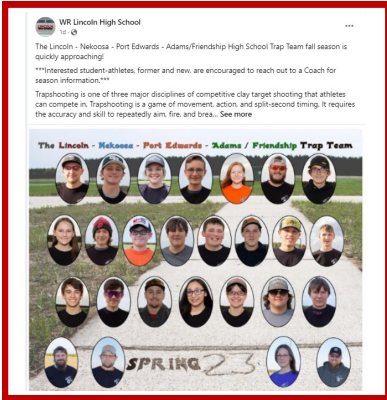 WR Lincoln High School
1d ·
The Lincoln - Nekoosa - Port Edwards - Adams/Friendship High School Trap Team fall season is
quickly approaching!
***Interested student-athletes, former and new, are encouraged to reach out to a Coach for
season information.***
Trapshooting is one of three major disciplines of competitive clay target shooting that athletes
can compete in. Trapshooting is a game of movement, action, and split-second timing. It requires
the accuracy and skill to repeatedly aim, fire, and brea... See more
The Lincoln - Nekoosa - Port Edwards - Adams / Friendship Trap Team
SPRING 23